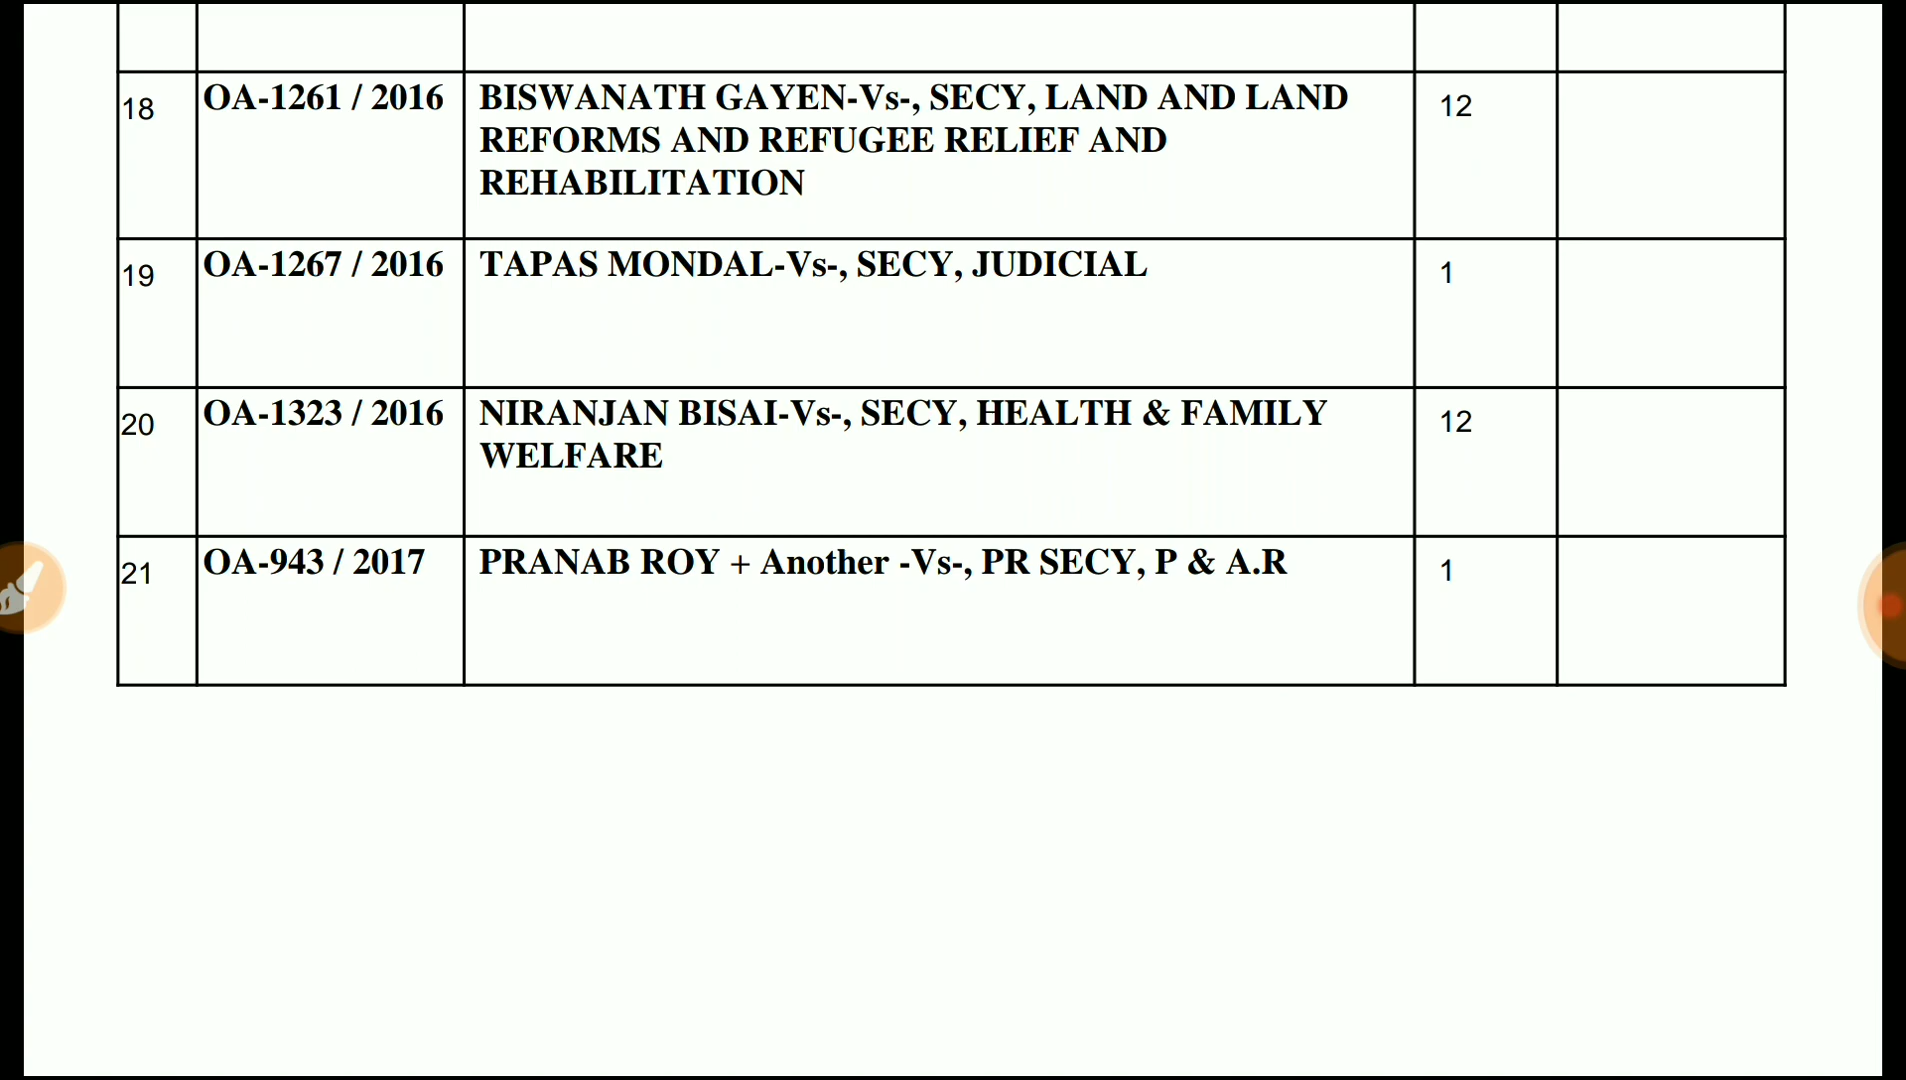 18 OA-1261 / 2016 BISWANATH GAYEN-Vs-, SECY, LAND AND LAND 12
REFORMS AND REFUGEE RELIEF AND
REHABILITATION
19 OA-1267 / 2016 TAPAS MONDAL-Vs-, SECY, JUDICIAL 1
20 OA-1323 / 2016 NIRANJAN BISAI-Vs-, SECY, HEALTH & FAMILY 12
WELFARE
21 OA-943 / 2017 PRANAB ROY + Another -Vs-, PR SECY, P & A.R 1